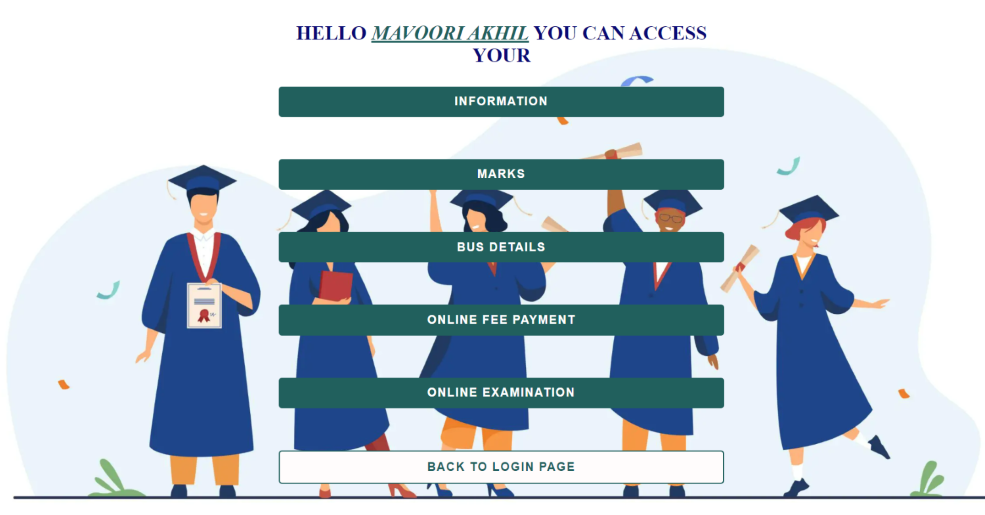 HELLO MAVOORI AKHIL YOU CAN ACCESS
YOUR
INFORMATION
MARKS
BUS DETAILS
ONLINE FEE PAYMENT
ONLINE EXAMINATION
BACK TO LOGIN PAGE